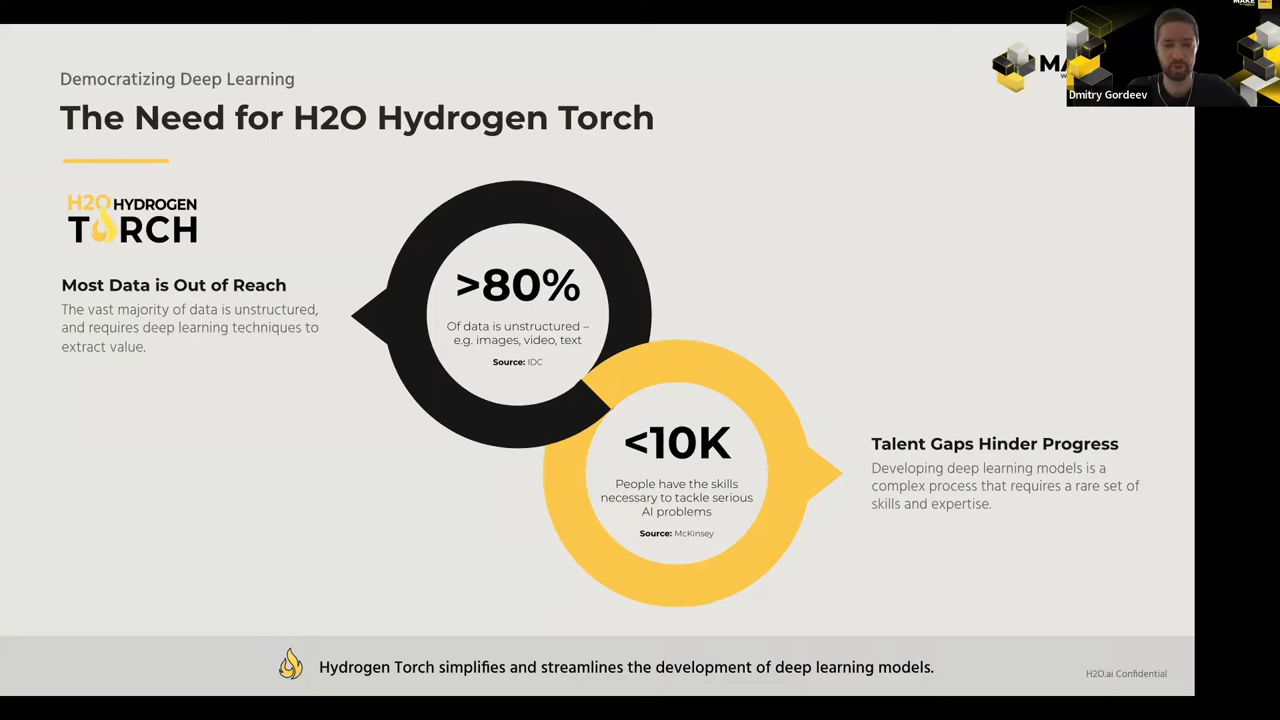 Democratizing Deep Learning
The Need for H2O Hydrogen Torch
H2O HYDROGEN
TORCH
Most Data is Out of Reach
The vast majority of data is unstructured,
and requires deep learning techniques to
extract value.
>80%
Of data is unstructured –
e.g. images, video, text
Source: IDC
<10K
People have the skills
necessary to tackle serious
AI problems
Source: McKinsey
Talent Gaps Hinder Progress
Developing deep learning models is a
complex process that requires a rare set of
skills and expertise.
Hydrogen Torch simplifies and streamlines the development of deep learning models.
H2O.ai Confidential
MAKE
Dmitry Gordeev